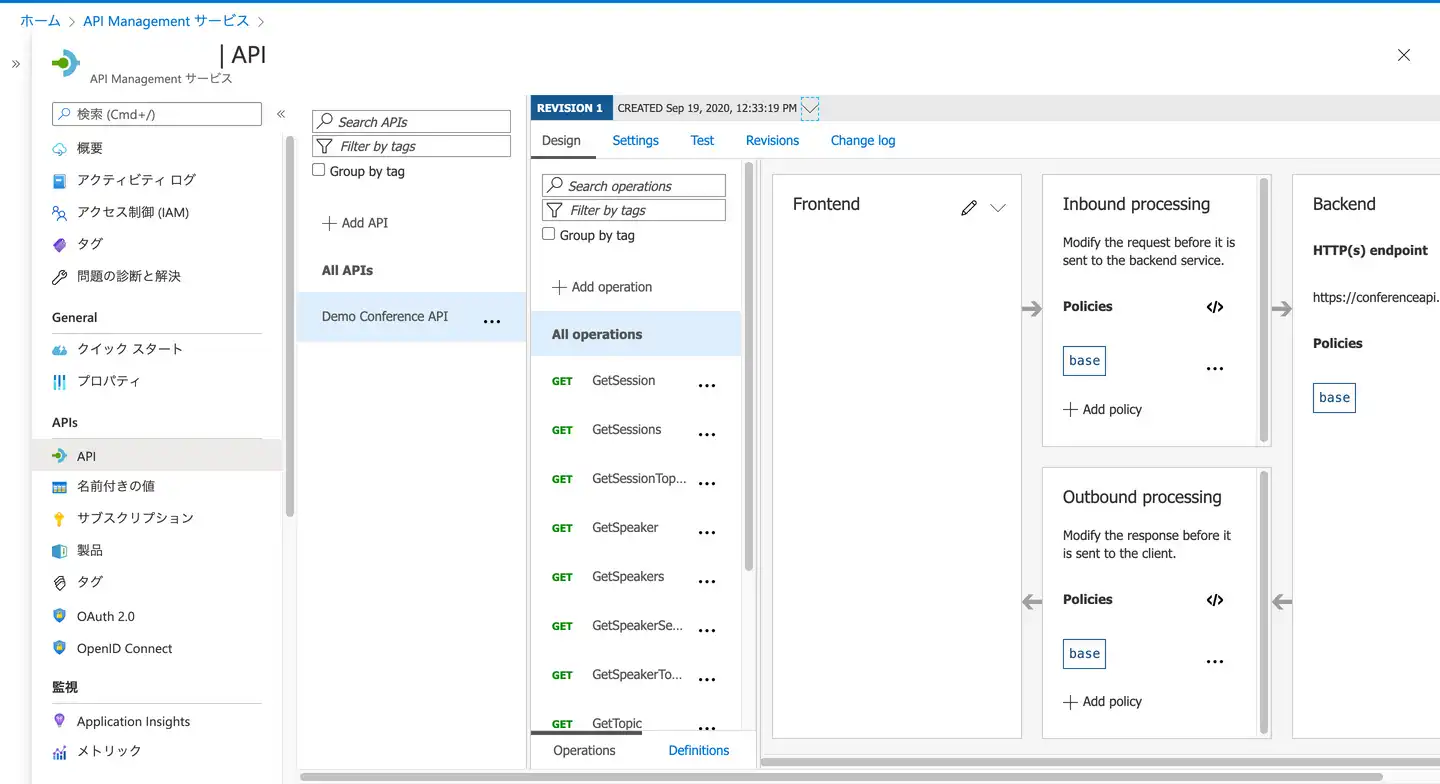 ホーム > API Management サービス >
»
| API
API Management サービス
検索 (Cmd+/)
«
概要
アクティビティ ログ
アクセス制御 (IAM)
タグ
問題の診断と解決
General
クイック スタート
プロパティ
APIs
API
名前付きの値
サブスクリプション
製品
タグ
OAuth 2.0
OpenID Connect
監視
Application Insights
メトリック
Search APIs
Filter by tags
Group by tag
+ Add API
All APIs
Demo Conference API ...
REVISION 1 CREATED Sep 19, 2020, 12:33:19 PM
Design Settings Test Revisions Change log
Search operations
Filter by tags
Group by tag
+ Add operation
All operations
GET GetSession ...
GET GetSessions ...
GET GetSessionTop... ...
GET GetSpeaker ...
GET GetSpeakers ...
GET GetSpeakerSe... ...
GET GetSpeakerTo... ...
GET GetTopic ...
Operations Definitions
Frontend
Inbound processing
Modify the request before it is
sent to the backend service.
Policies </>
base ...
+ Add policy
Outbound processing
Modify the response before it
is sent to the client.
Policies </>
base ...
+ Add policy
Backend
HTTP(s) endpoint
https://conferenceapi.
Policies
base